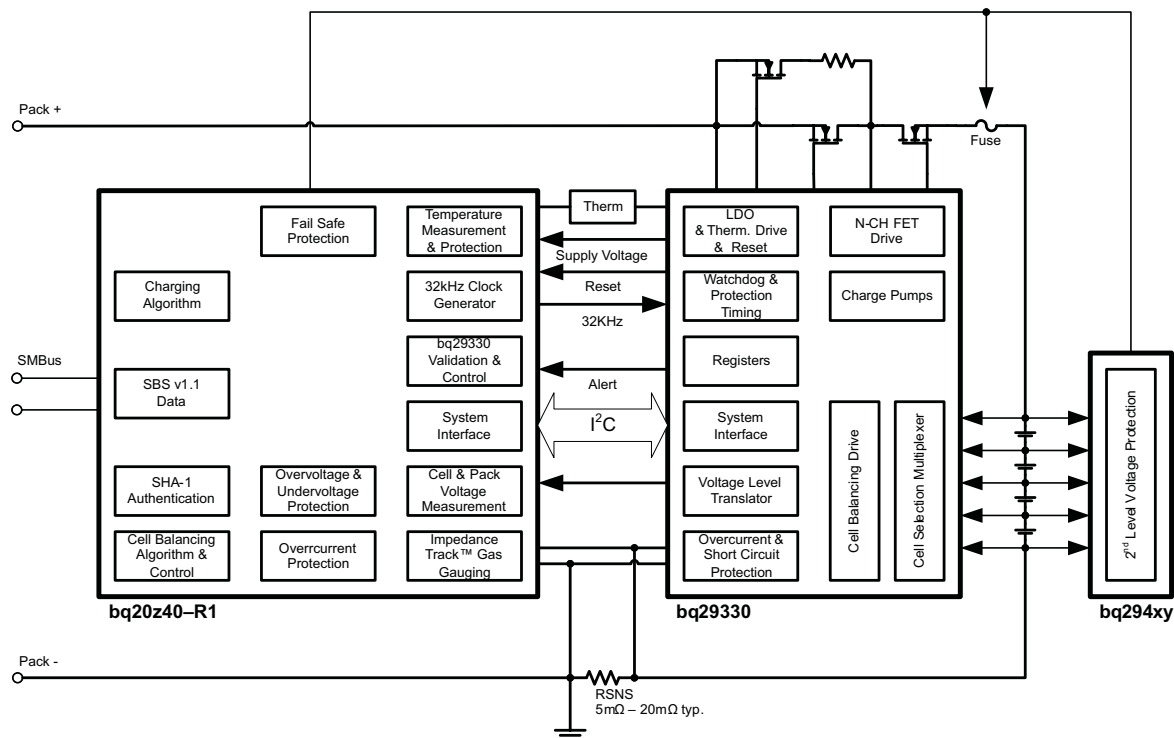 Pack +
Fuse
Fail Safe
Protection
Temperature
Measurement
& Protection
Therm
LDO
& Therm. Drive
& Reset
N-CH FET
Drive
Supply Voltage
Charging
Algorithm
32kHz Clock
Generator
Reset
32KHz
Watchdog &
Protection
Timing
Charge Pumps
SMBus
SBS v1.1
Data
bq29330
Validation &
Control
Alert
Registers
System
Interface
I²C
System
Interface
Cell Balancing Drive
Cell Selection Multiplexer
2nd Level Voltage Protection
SHA-1
Authentication
Overvoltage &
Undervoltage
Protection
Cell & Pack
Voltage
Measurement
Voltage Level
Translator
Cell Balancing
Algorithm &
Control
Overrcurrent
Protection
Impedance
Track™ Gas
Gauging
Overcurrent &
Short Circuit
Protection
bq20z40–R1
bq29330
bq294xy
Pack -
RSNS
5mΩ – 20mΩ typ.